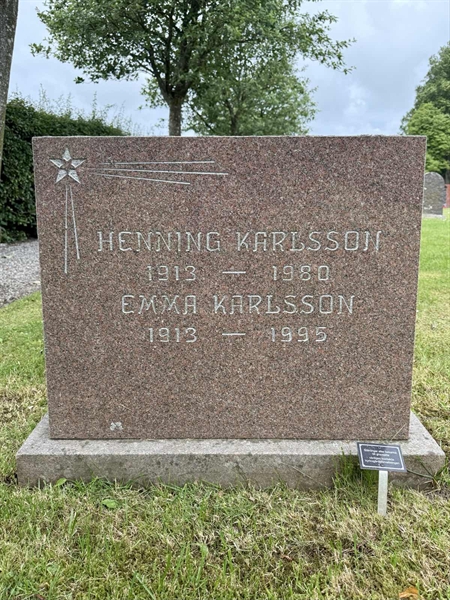 HENNING KARLSSON
1913 — 1980
EMMA KARLSSON
1913 — 1995